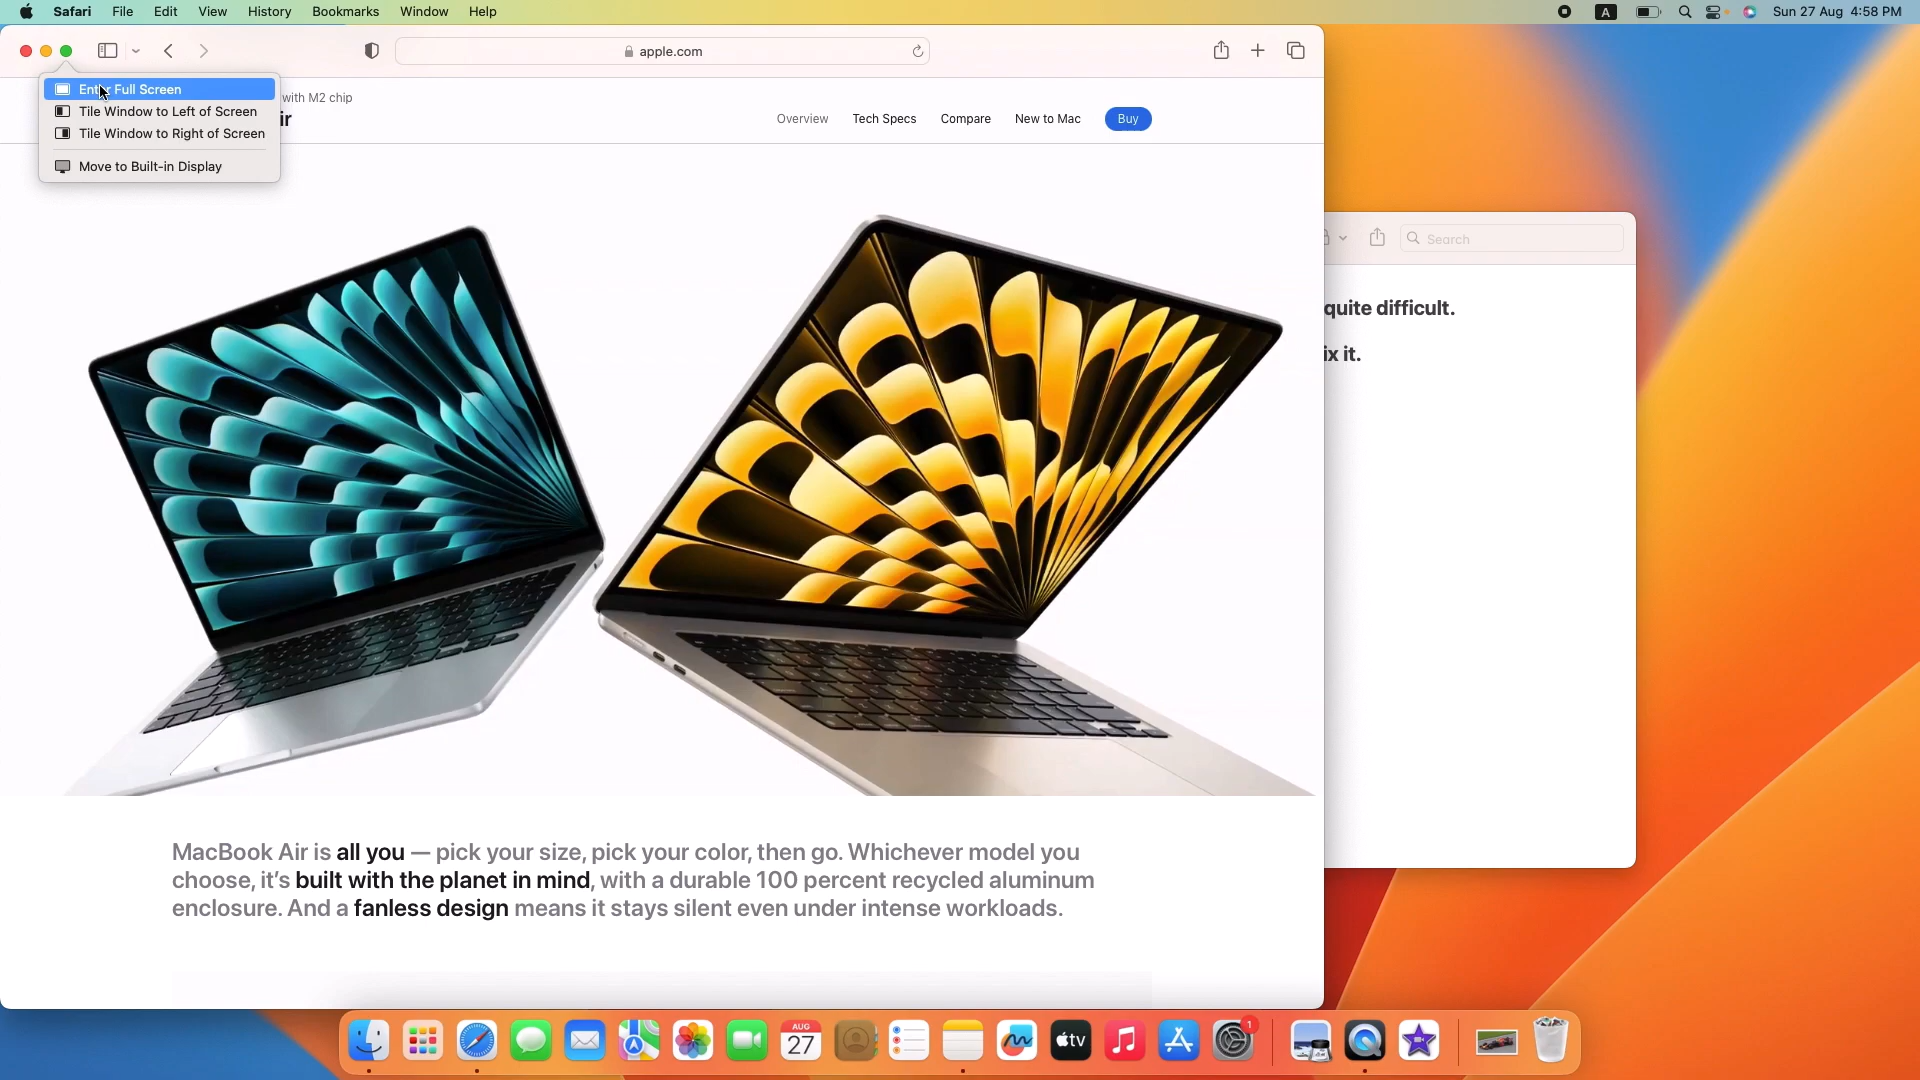 Safari File Edit View History Bookmarks Window Help A Sun 27 Aug 4:58 PM
apple.com
Enter Full Screen
Tile Window to Left of Screen
Tile Window to Right of Screen
Move to Built-in Display
with M2 chip
ir
Overview Tech Specs Compare New to Mac Buy
Search
quite difficult.
ix it.
MacBook Air is all you — pick your size, pick your color, then go. Whichever model you
choose, it's built with the planet in mind, with a durable 100 percent recycled aluminum
enclosure. And a fanless design means it stays silent even under intense workloads.
AUG
27
tv
1